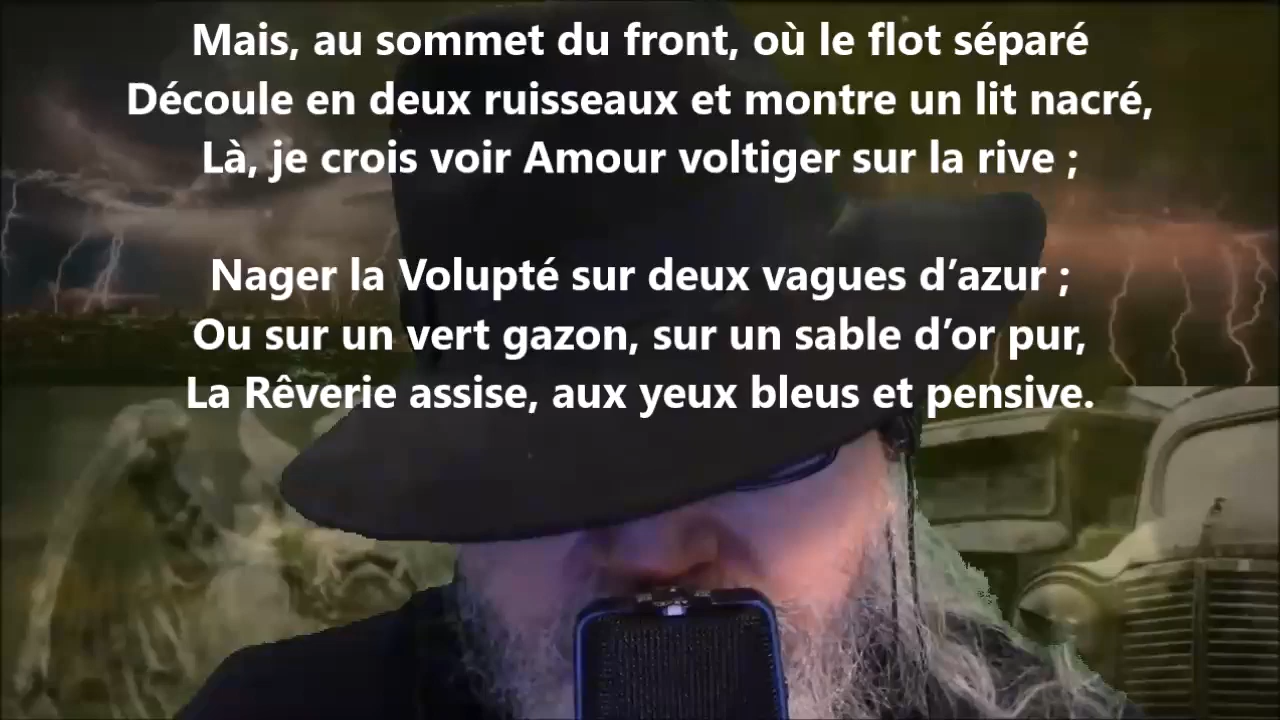 Mais, au sommet du front, où le flot séparé
Découle en deux ruisseaux et montre un lit nacré,
Là, je crois voir Amour voltiger sur la rive ;
Nager la Volupté sur deux vagues d’azur ;
Ou sur un vert gazon, sur un sable d’or pur,
La Rêverie assise, aux yeux bleus et pensive.